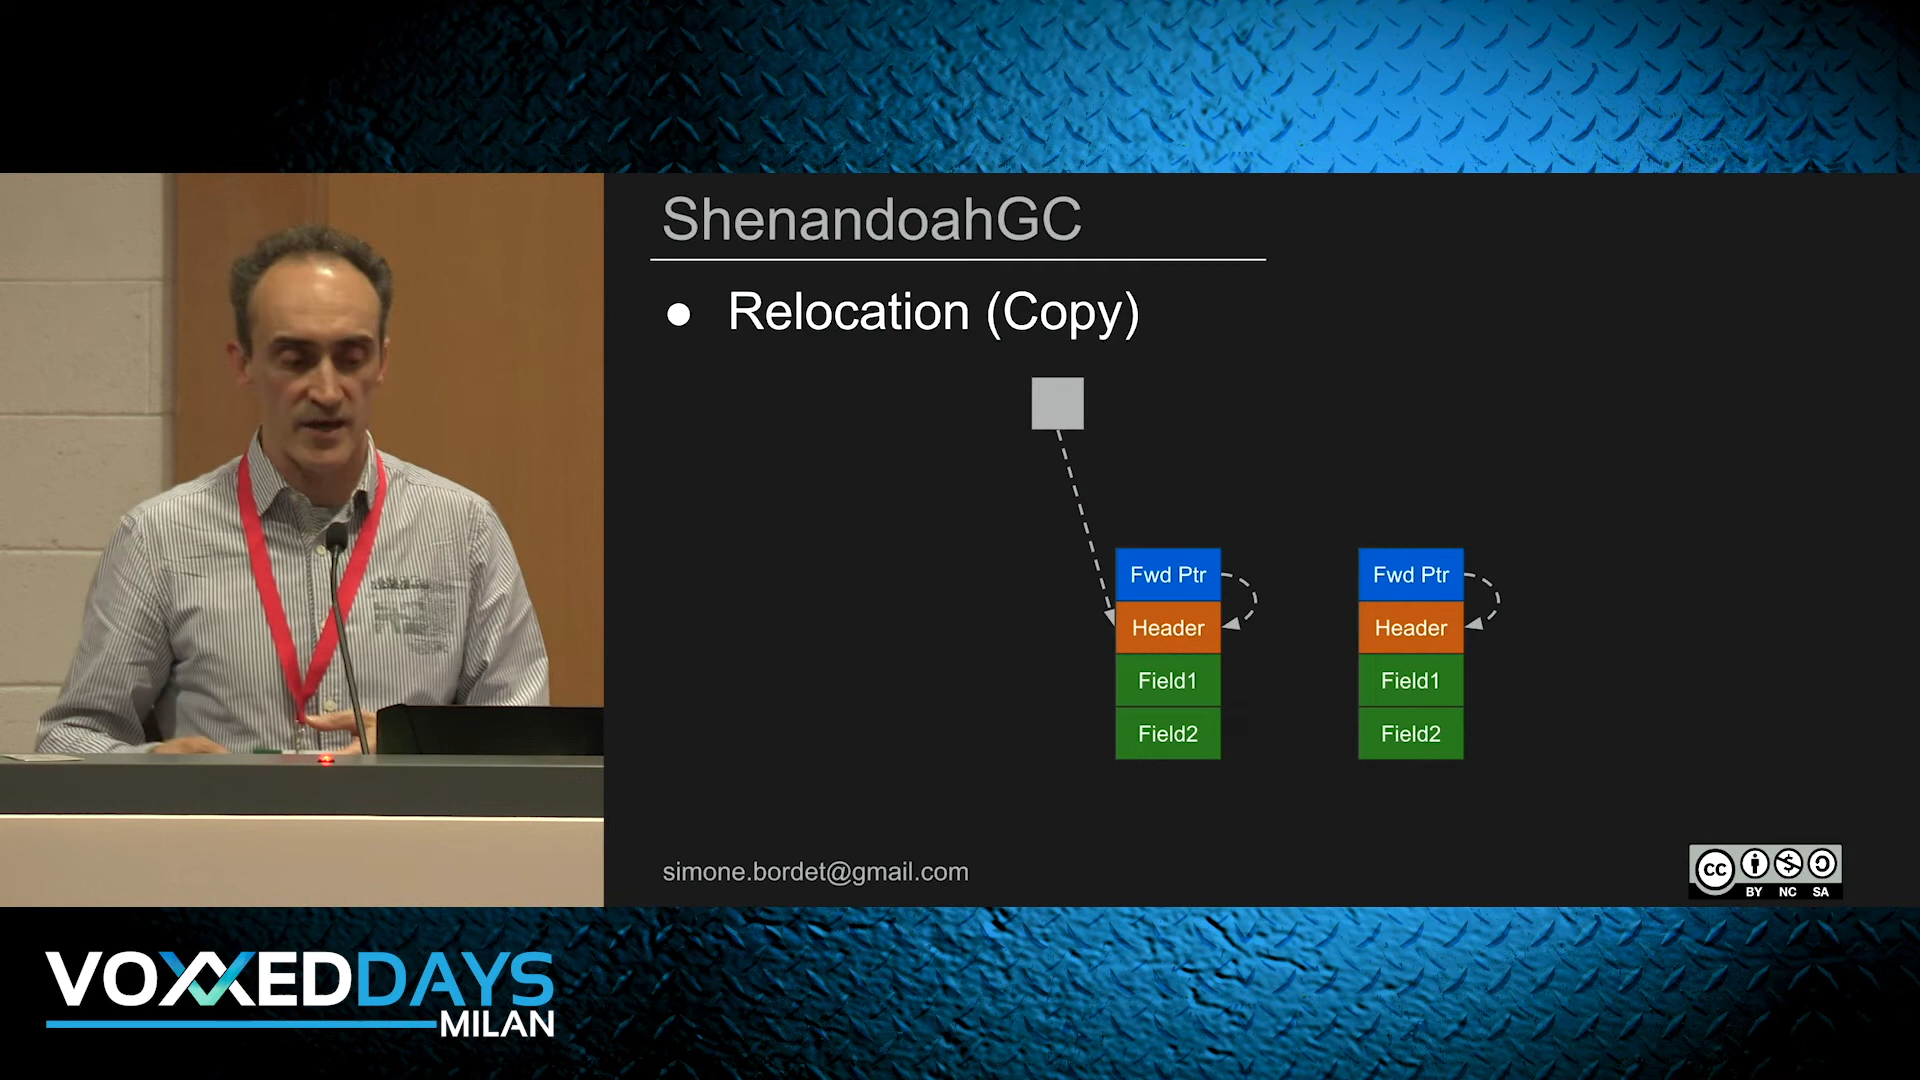 ShenandoahGC
● Relocation (Copy)
Fwd Ptr
Fwd Ptr
Header
Header
Field1
Field1
Field2
Field2
simone.bordet@gmail.com
cc
BY NC SA
VOXXEDDAYS
MILAN